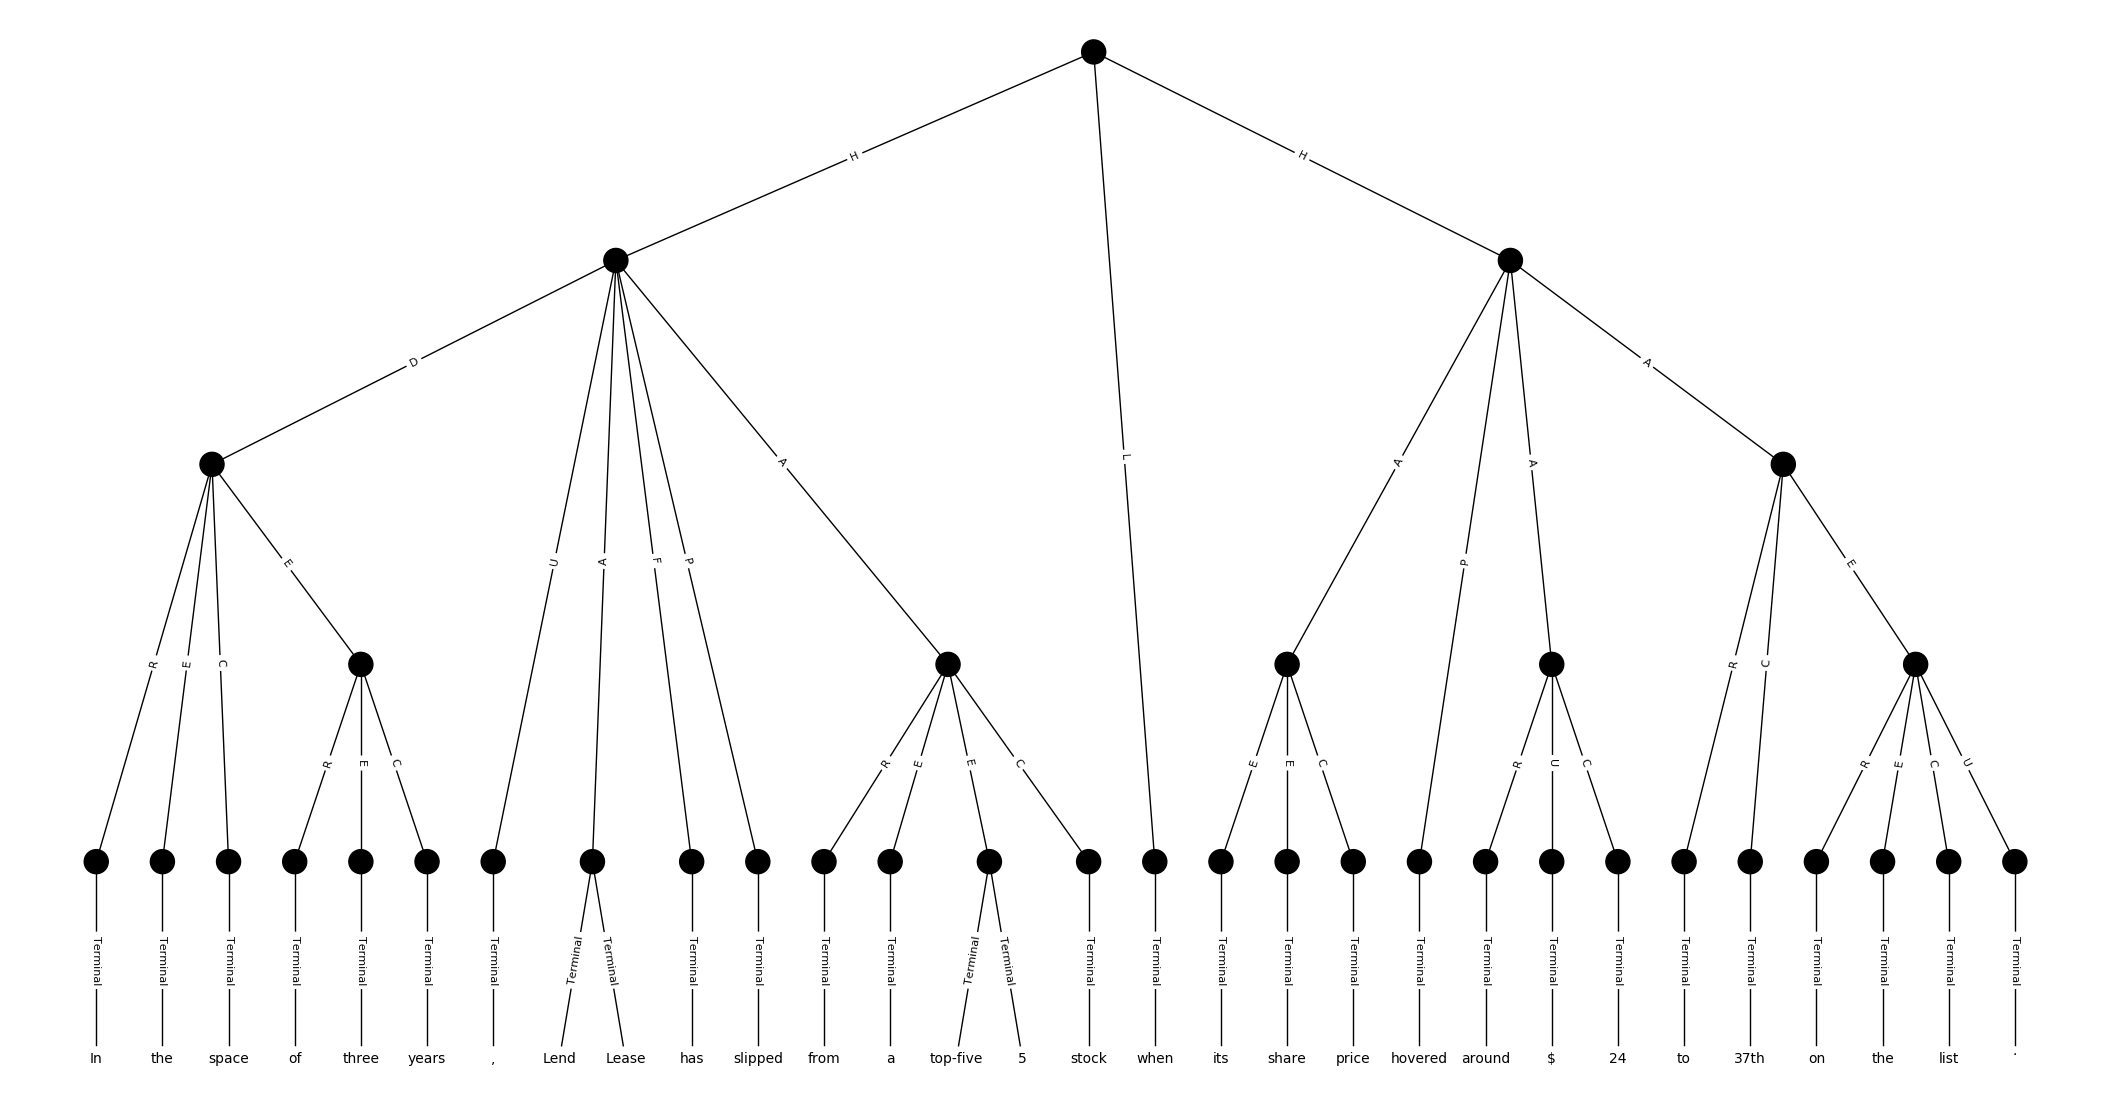 H H
L
D U A F P A
A P A A
R E C E
R C E
R E C
R E E C
E E C
R U C
R E C U
Terminal Terminal Terminal Terminal Terminal Terminal Terminal Terminal Terminal Terminal Terminal Terminal Terminal Terminal Terminal Terminal Terminal Terminal Terminal Terminal Terminal Terminal Terminal Terminal Terminal Terminal Terminal Terminal Terminal Terminal
In the space of three years , Lend Lease has slipped from a top-five 5 stock when its share price hovered around $ 24 to 37th on the list .